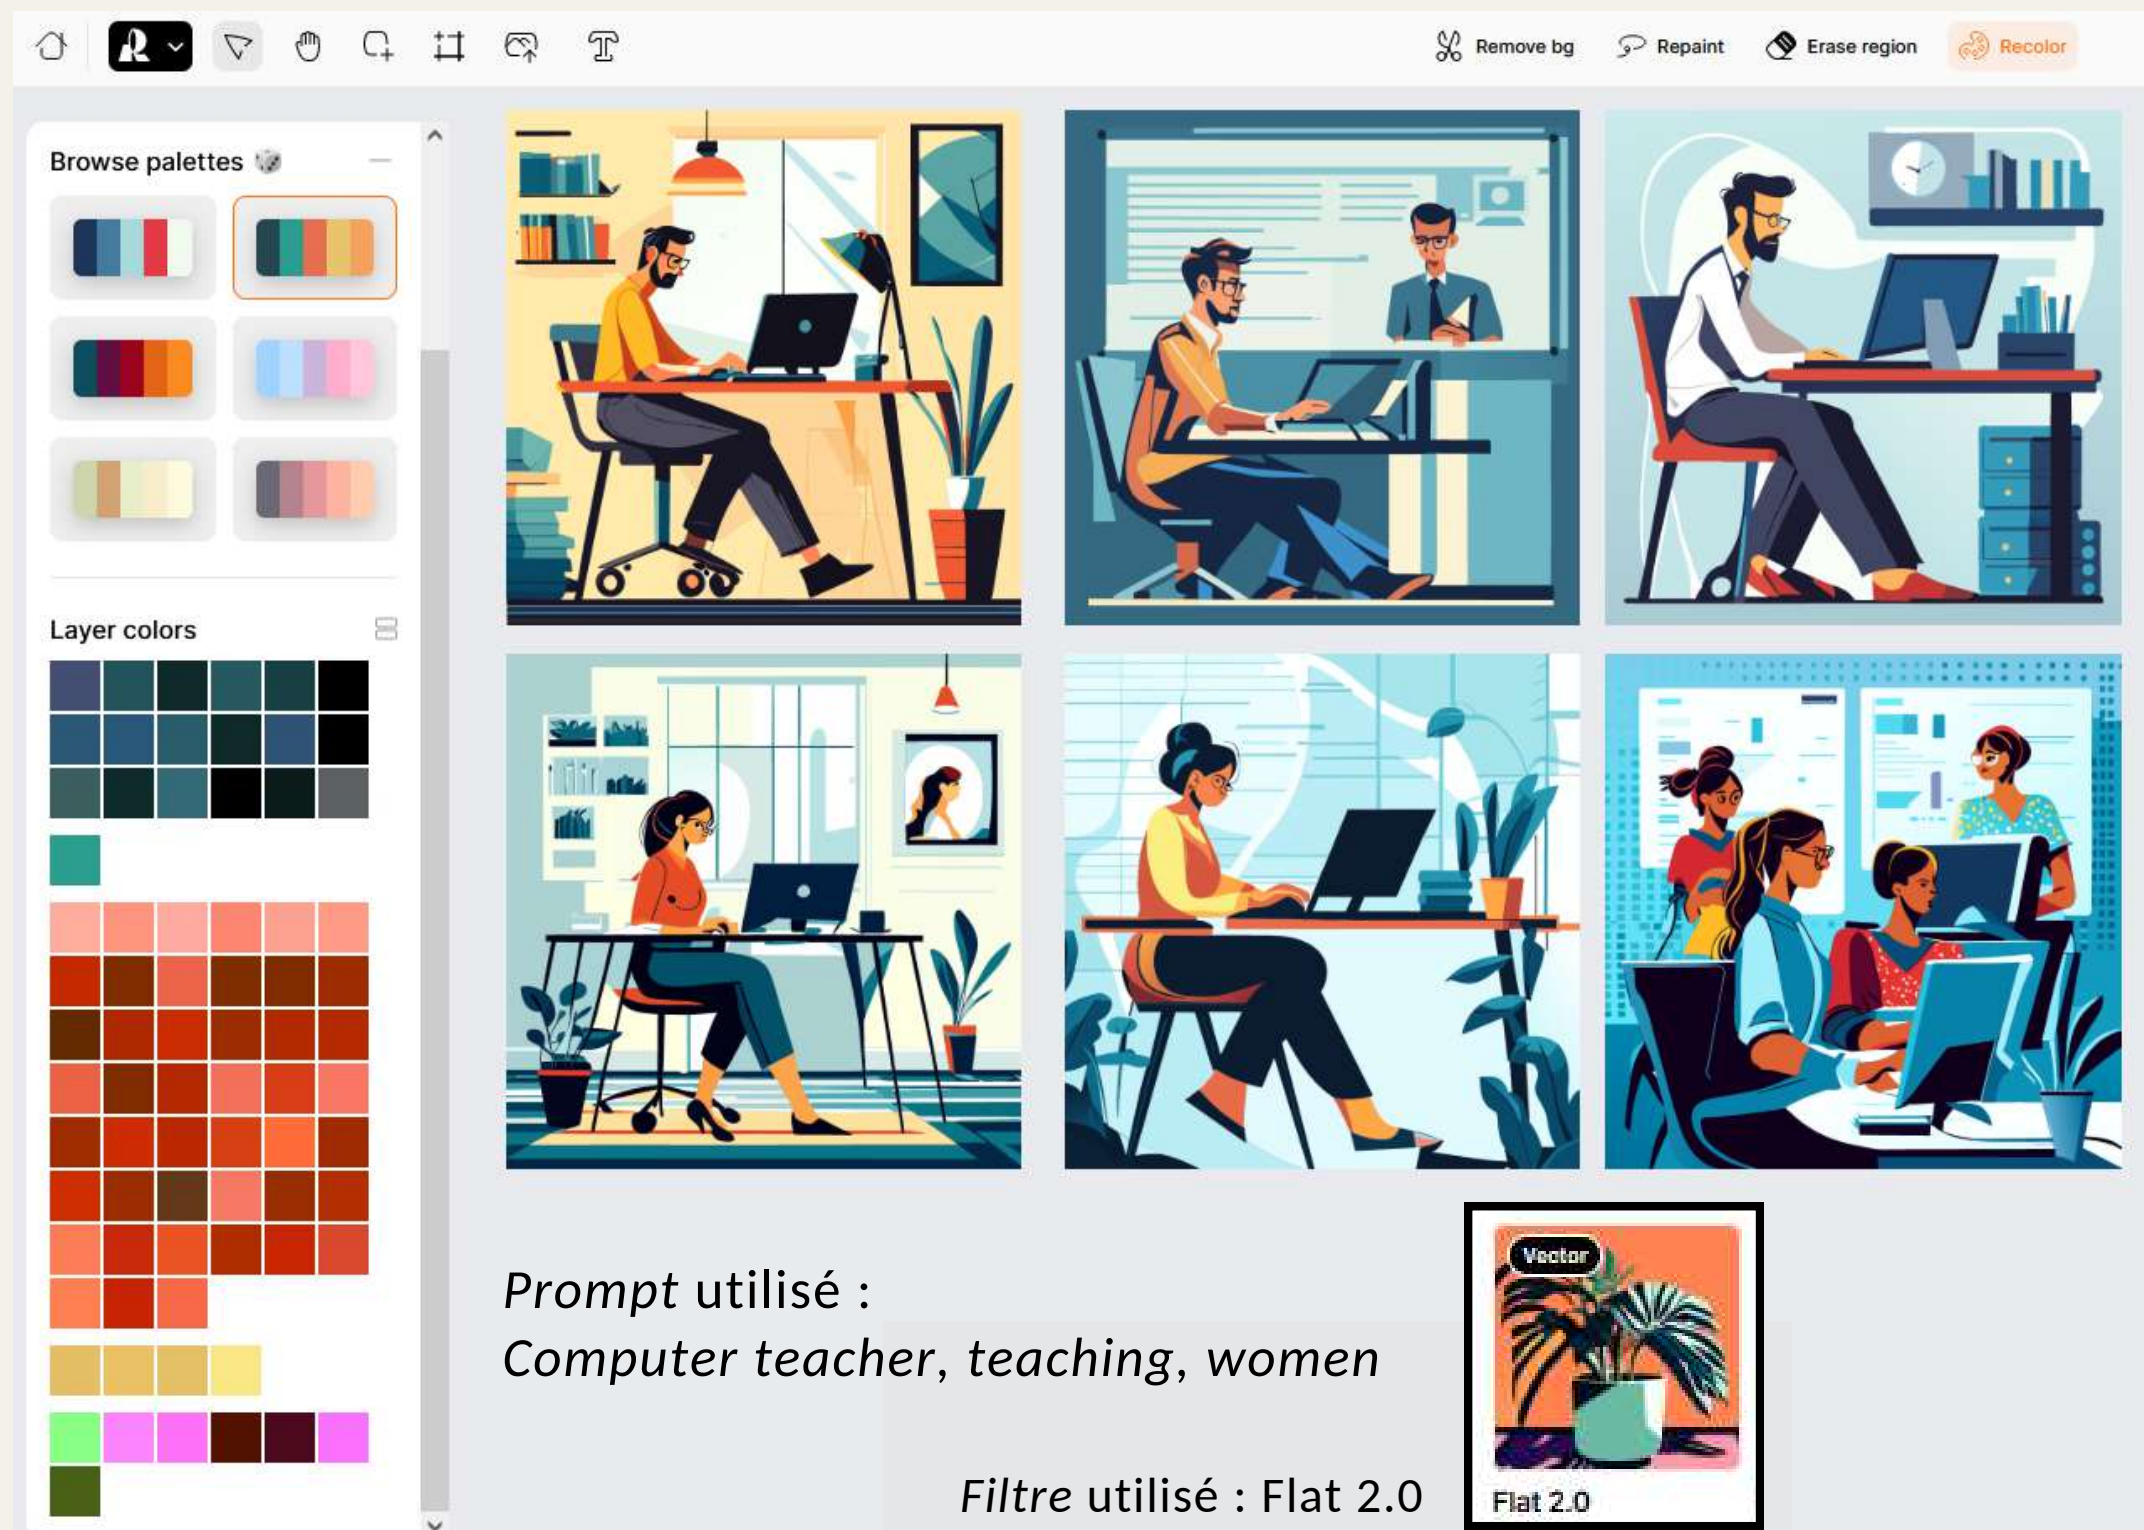 Remove bg
Repaint
Erase region
Recolor
Browse palettes
Layer colors
Prompt utilisé :
Computer teacher, teaching, women
Filtre utilisé : Flat 2.0
Vector
Flat 2.0